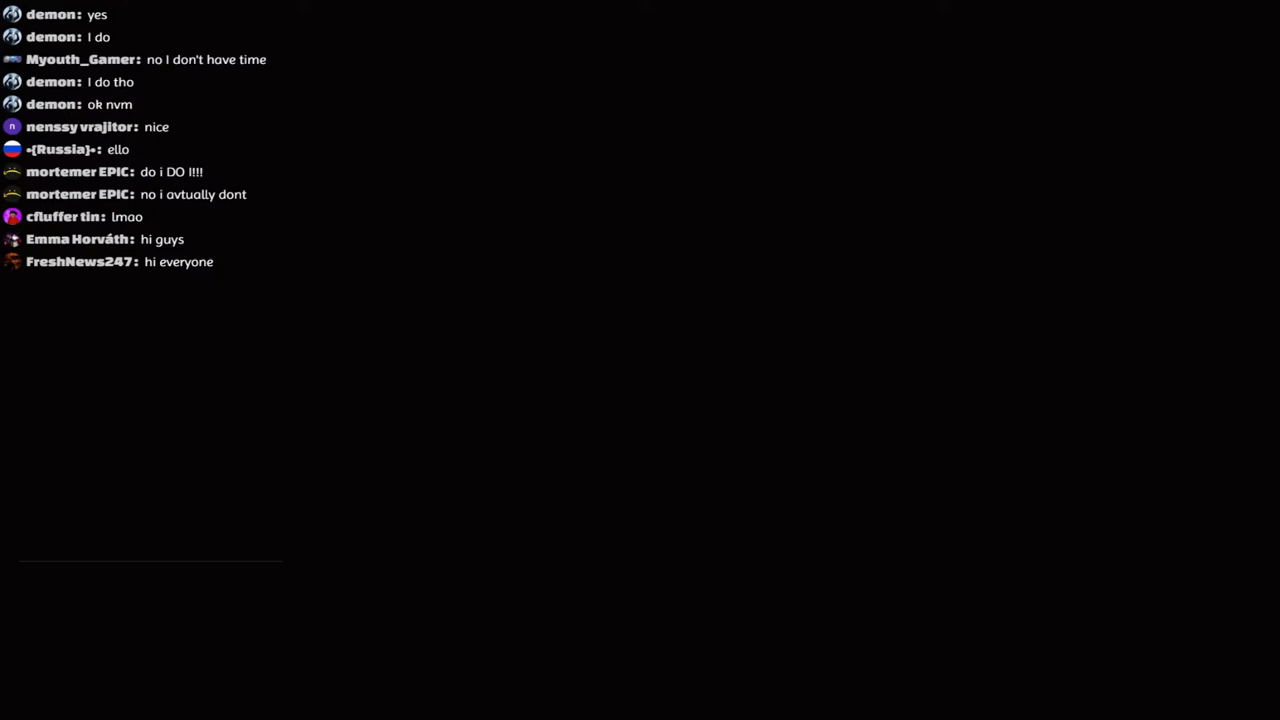 demon: yes
demon: I do
Myouth_Gamer: no I don't have time
demon: I do tho
demon: ok nvm
n nenssy vrajitor: nice
•{Russia}•: ello
mortemer EPIC: do i DO I!!!
mortemer EPIC: no i avtually dont
cfluffer tin: lmao
Emma Horváth: hi guys
FreshNews247: hi everyone